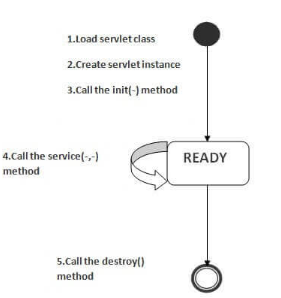 1.Load servlet class
2.Create servlet instance
3.Call the init(-) method
4.Call the service(-,-)
method
READY
5.Call the destroy()
method